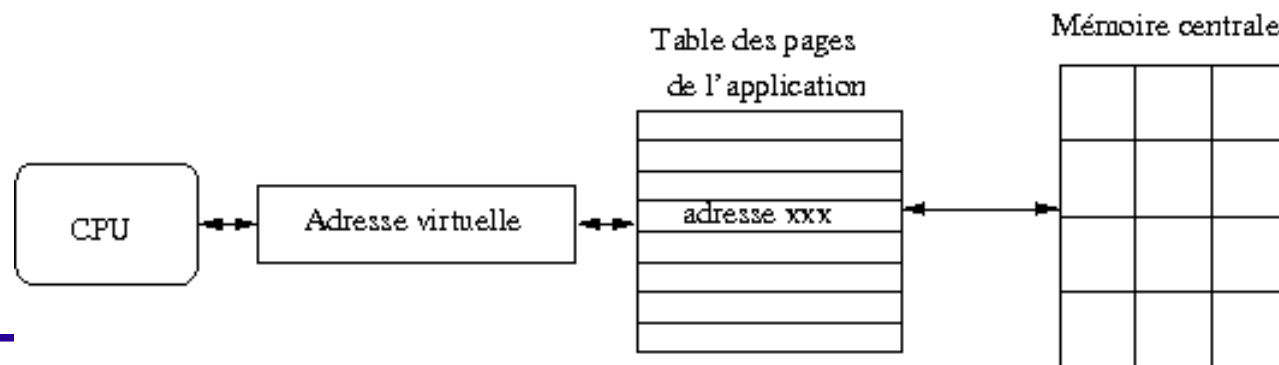 Table des pages
de l'application
Mémoire centrale
CPU
Adresse virtuelle
adresse xxx